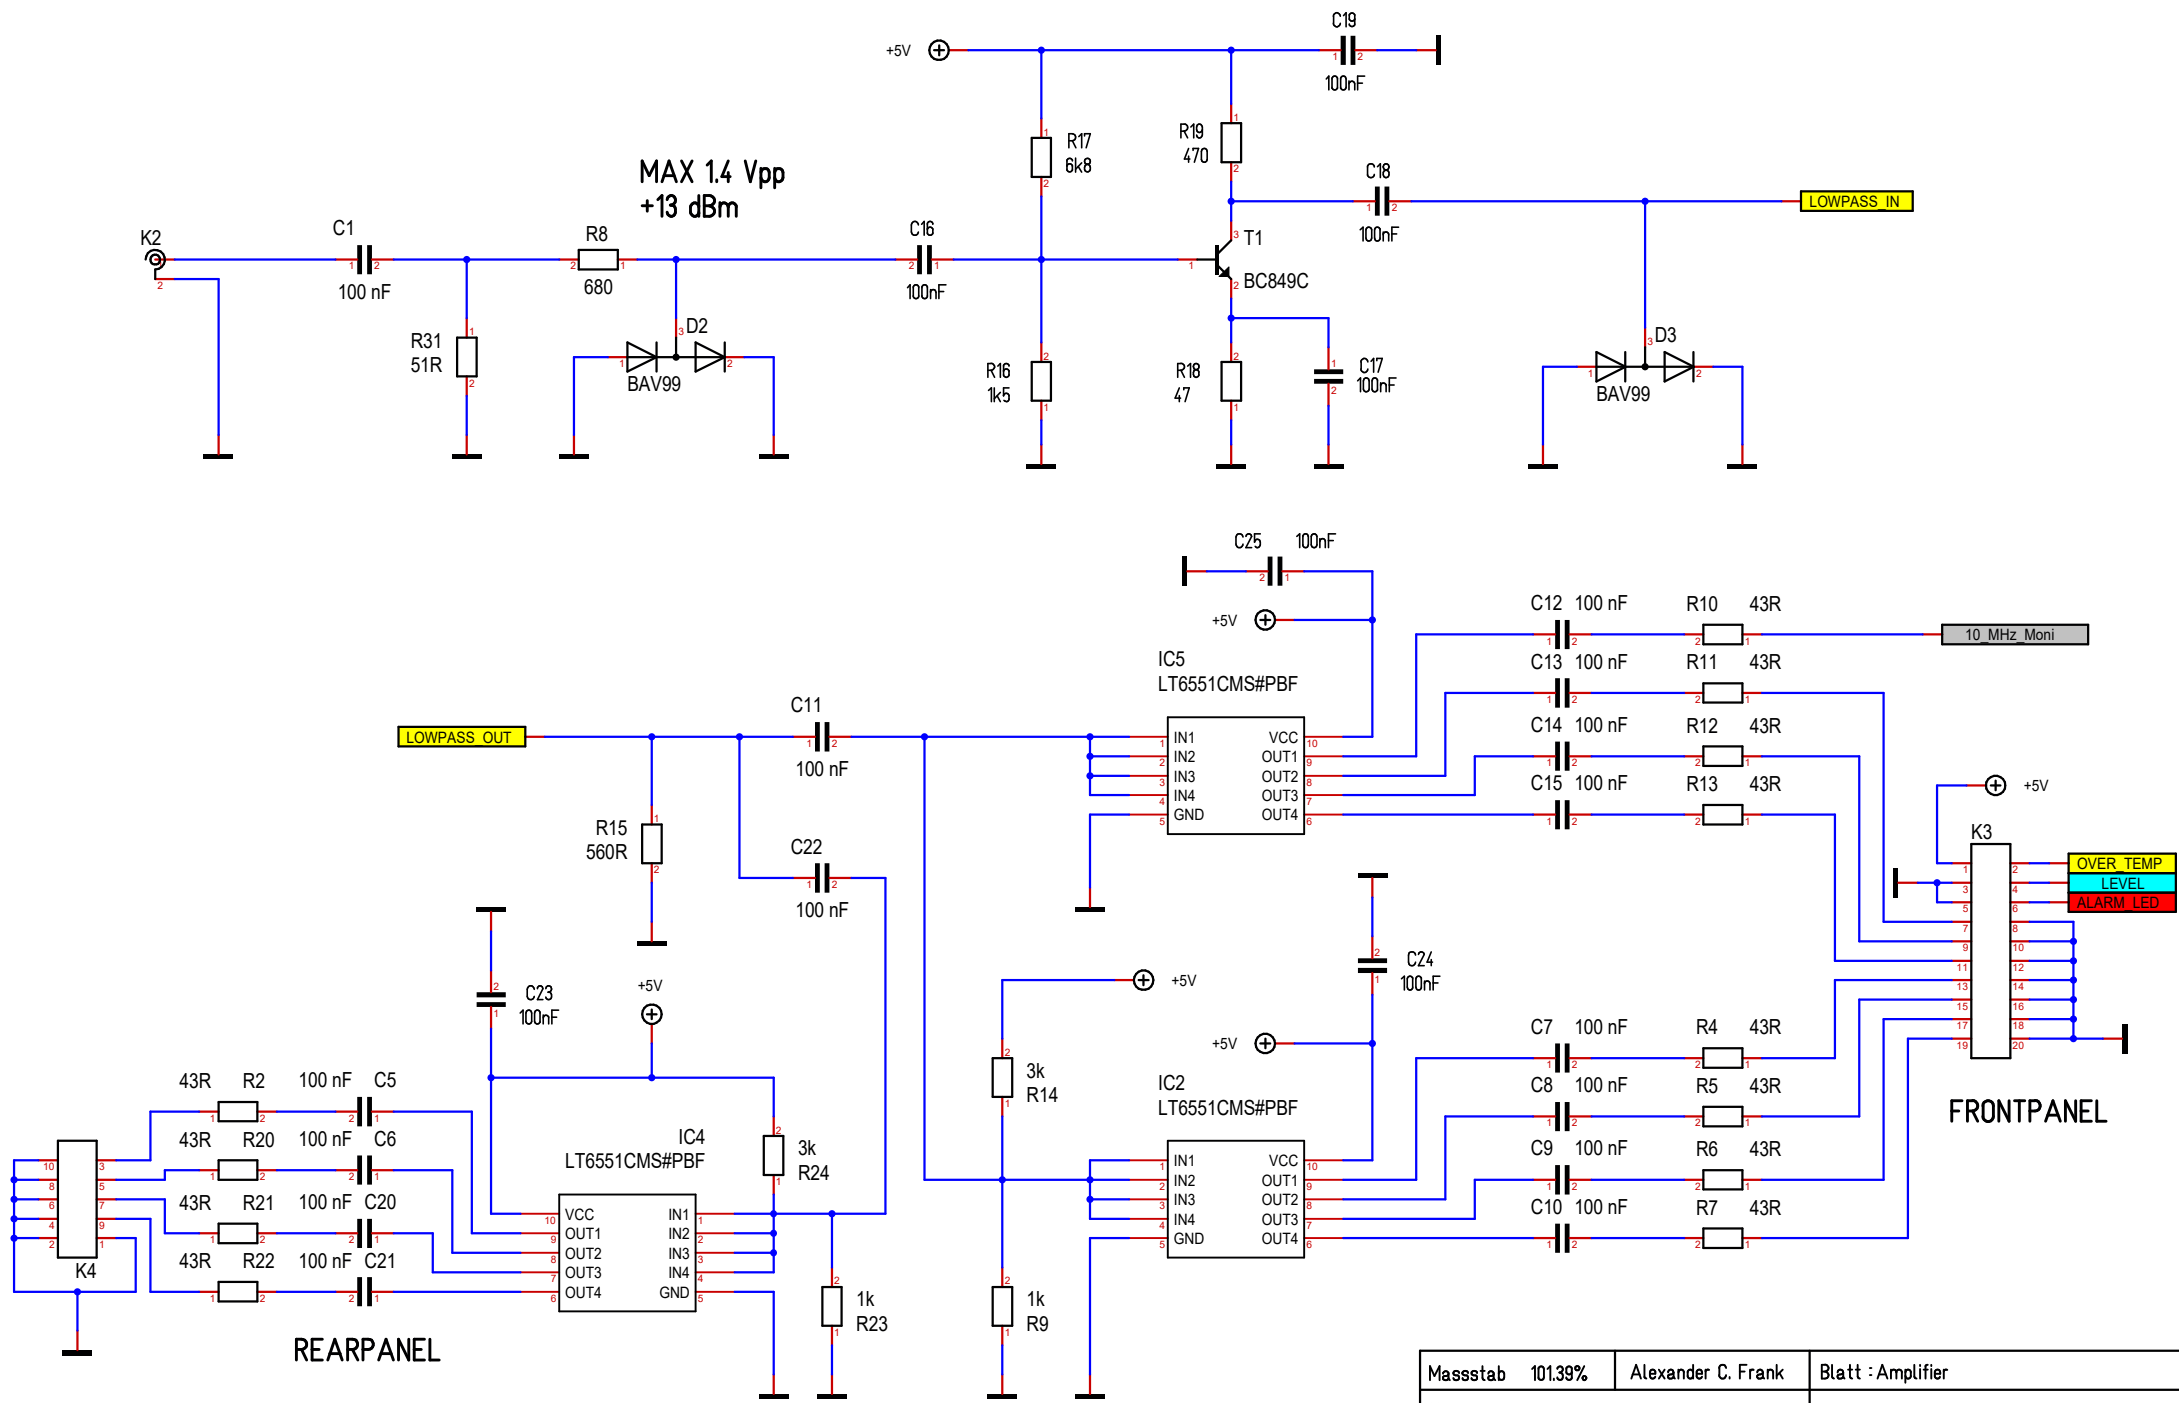 C19
+5V
100nF
R17
6k8
R19
470
MAX 1.4 Vpp
+13 dBm
C18
100nF
LOWPASS_IN
K2
C1
100 nF
R8
680
C16
100nF
T1
BC849C
R31
51R
D2
BAV99
R16
1k5
R18
47
C17
100nF
D3
BAV99
C25
100nF
+5V
IC5
LT6551CMS#PBF
C12 100 nF R10 43R
10_MHz_Moni
C13 100 nF R11 43R
C14 100 nF R12 43R
C15 100 nF R13 43R
LOWPASS_OUT
C11
100 nF
IN1 VCC
IN2 OUT1
IN3 OUT2
IN4 OUT3
GND OUT4
R15
560R
C22
100 nF
+5V
K3
OVER_TEMP
LEVEL
ALARM_LED
C23
100nF
+5V
+5V
C24
100nF
+5V
3k
R14
IC2
LT6551CMS#PBF
C7 100 nF R4 43R
C8 100 nF R5 43R
C9 100 nF R6 43R
C10 100 nF R7 43R
FRONTPANEL
43R R2 100 nF C5
43R R20 100 nF C6
43R R21 100 nF C20
43R R22 100 nF C21
IC4
LT6551CMS#PBF
3k
R24
IN1 VCC
IN2 OUT1
IN3 OUT2
IN4 OUT3
GND OUT4
VCC IN1
OUT1 IN2
OUT2 IN3
OUT3 IN4
OUT4 GND
K4
1k
R23
1k
R9
REARPANEL
Massstab 101.39% Alexander C. Frank Blatt : Amplifier